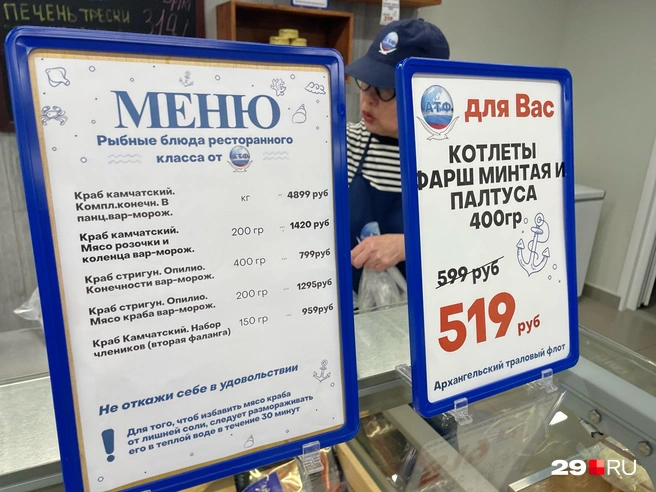 ПЕЧЕНЬ ТРЕСКИ
319
МЕНЮ
Рыбные блюда ресторанного
класса от АТФ
Краб камчатский.
Компл.конечн. В
панц.вар-морож.
кг
4899 руб
Краб камчатский.
Мясо розочки и
коленца вар-морож.
200 гр
1420 руб
Краб стригун. Опилио.
Конечности вар-морож.
400 гр
799руб
Краб стригун. Опилио.
Мясо краба вар-морож.
200 гр
1295руб
Краб Камчатский. Набор
члеников (вторая фаланга)
150 гр
959руб
Не откажи себе в удовольствии
! Для того, чтоб избавить мясо краба
от лишней соли, следует размораживать
его в теплой воде в течение 30 минут
АТФ для Вас
КОТЛЕТЫ
ФАРШ МИНТАЯ И
ПАЛТУСА
400гр
599 руб
519 руб
Архангельский траловый флот
29.RU